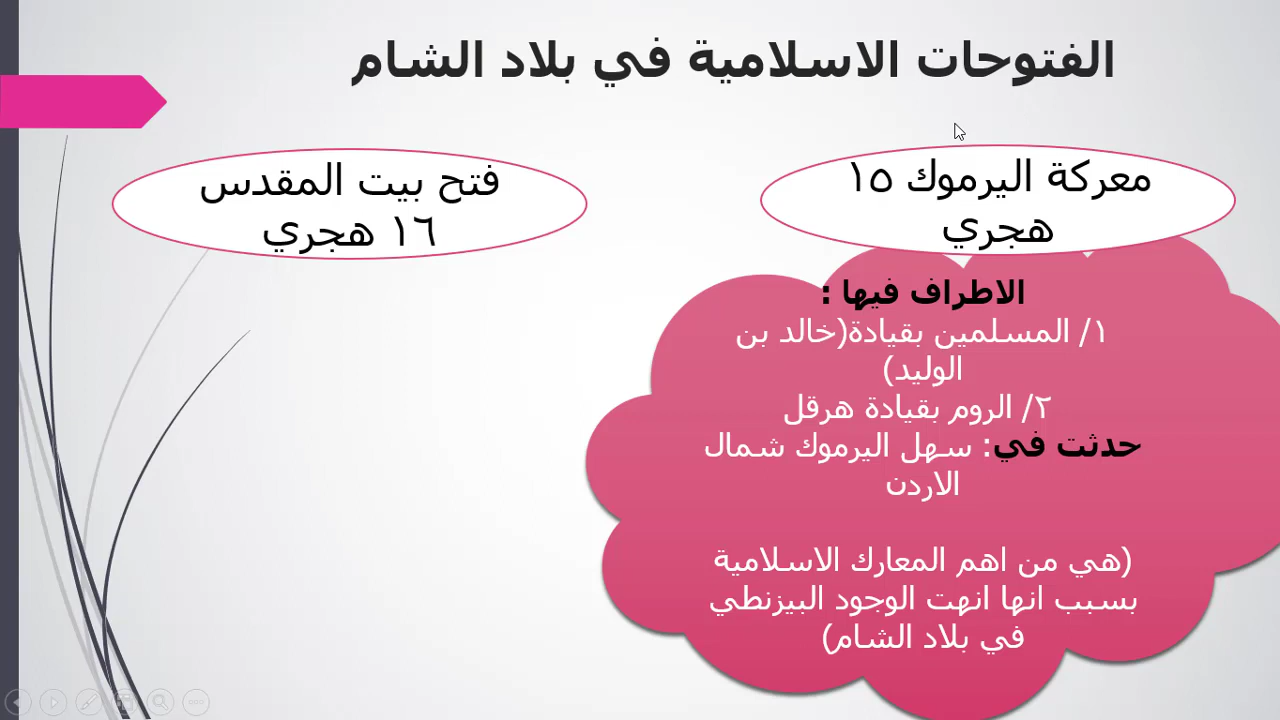 الفتوحات الاسلامية في بلاد الشام
معركة اليرموك ١٥
هجري
الاطراف فيها :
١/ المسلمين بقيادة(خالد بن
الوليد)
٢/ الروم بقيادة هرقل
حدثت في: سهل اليرموك شمال
الاردن
(هي من اهم المعارك الاسلامية
بسبب انها انهت الوجود البيزنطي
في بلاد الشام)
فتح بيت المقدس
١٦ هجري